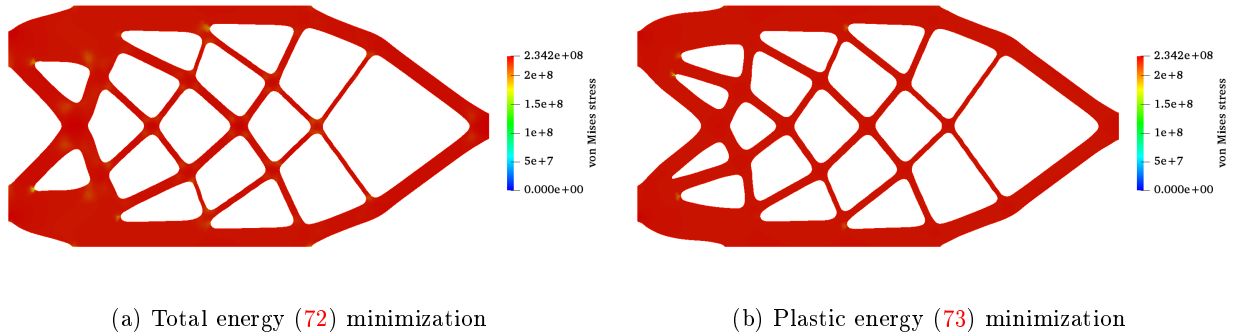 2.342e+08
2e+8
1.5e+8
1e+8
5e+7
0.000e+00
von Mises stress
2.342e+08
2e+8
1.5e+8
1e+8
5e+7
0.000e+00
von Mises stress
(a) Total energy (72) minimization
(b) Plastic energy (73) minimization